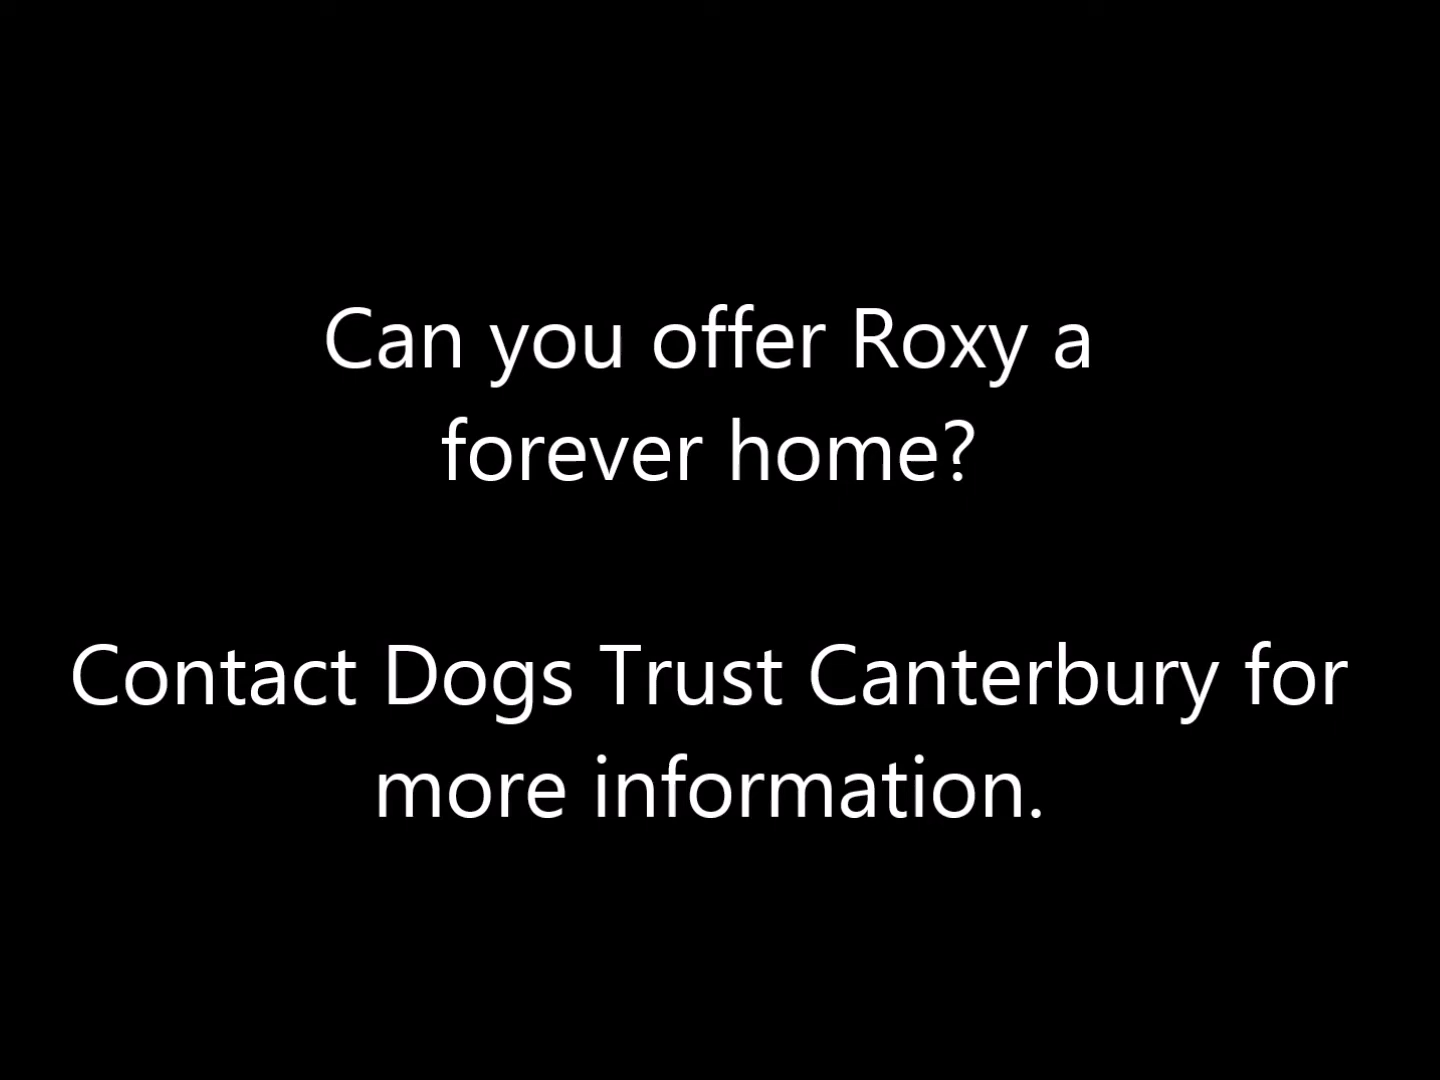 Can you offer Roxy a
forever home?
Contact Dogs Trust Canterbury for
more information.